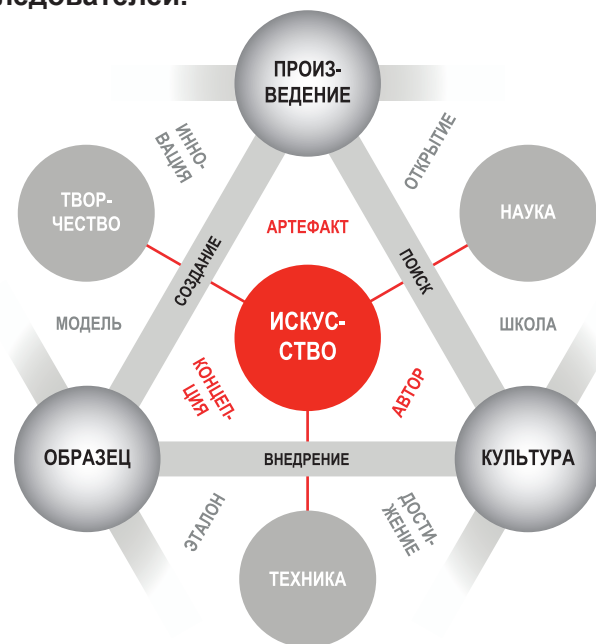 ледователей.
ПРОИЗ-
ВЕДЕНИЕ
ИННО-
ВАЦИЯ
ОТКРЫТИЕ
ТВОР-
ЧЕСТВО
НАУКА
АРТЕФАКТ
СОЗДАНИЕ
ПОИСК
ИСКУС-
СТВО
МОДЕЛЬ
ШКОЛА
КОНЦЕП-
ЦИЯ
АВТОР
ОБРАЗЕЦ
ВНЕДРЕНИЕ
КУЛЬТУРА
ЭТАЛОН
ДОСТИ-
ЖЕНИЕ
ТЕХНИКА